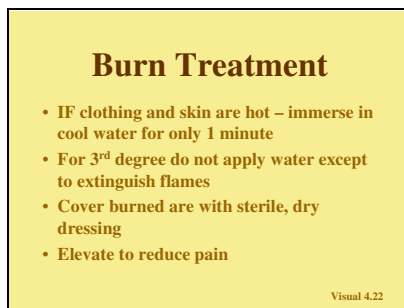 Burn Treatment
• IF clothing and skin are hot – immerse in
cool water for only 1 minute
• For 3rd degree do not apply water except
to extinguish flames
• Cover burned are with sterile, dry
dressing
• Elevate to reduce pain
Visual 4.22